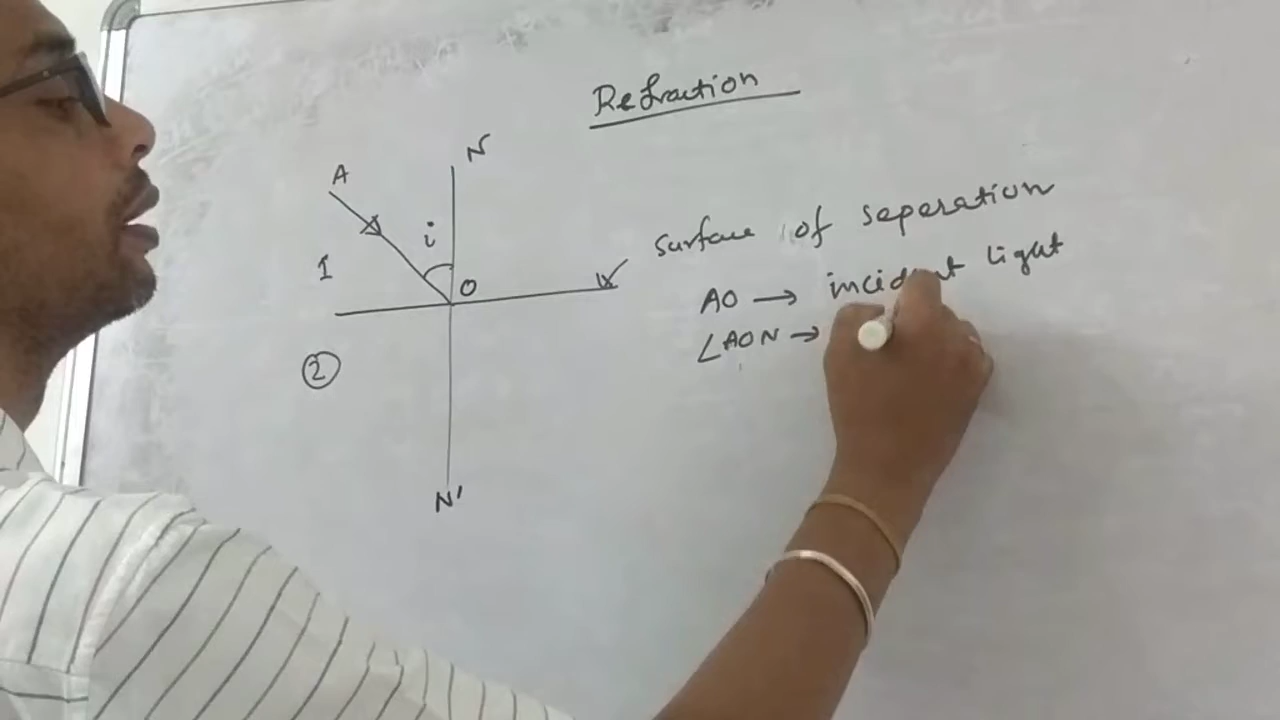 Refraction
A
N
i
I
O
Surface of seperation
AO → incident light
∠AON →
②
N'